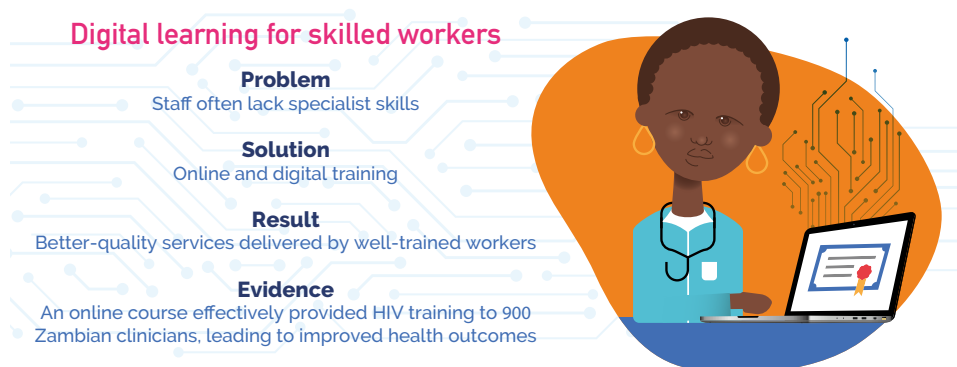 Digital learning for skilled workers
Problem
Staff often lack specialist skills
Solution
Online and digital training
Result
Better-quality services delivered by well-trained workers
Evidence
An online course effectively provided HIV training to 900
Zambian clinicians, leading to improved health outcomes